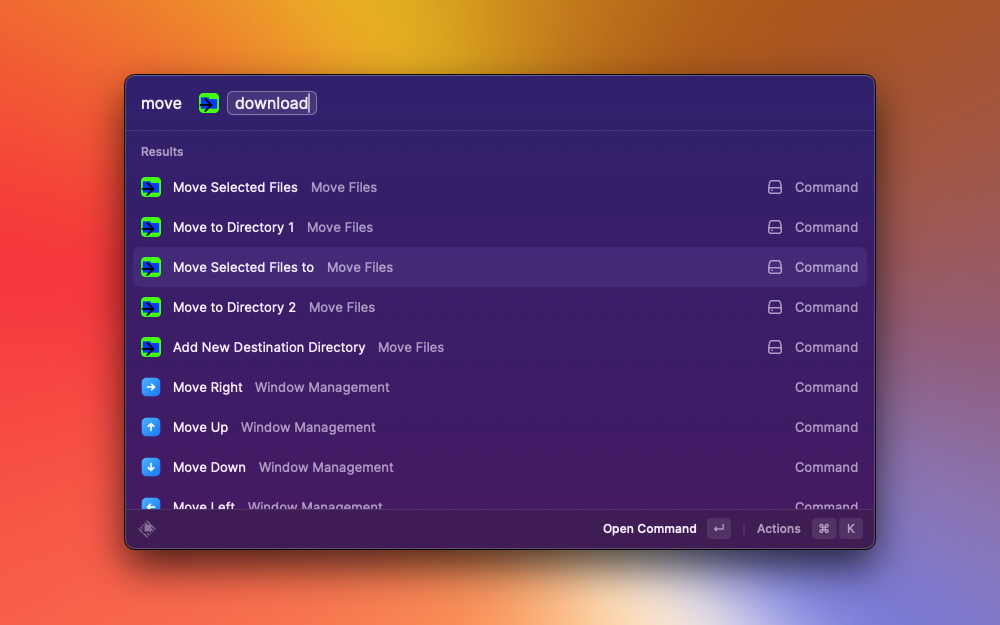 move download
Results
Move Selected Files Move Files Command
Move to Directory 1 Move Files Command
Move Selected Files to Move Files Command
Move to Directory 2 Move Files Command
Add New Destination Directory Move Files Command
Move Right Window Management Command
Move Up Window Management Command
Move Down Window Management Command
Move Left Window Management Command
Open Command ↵ Actions ⌘ K